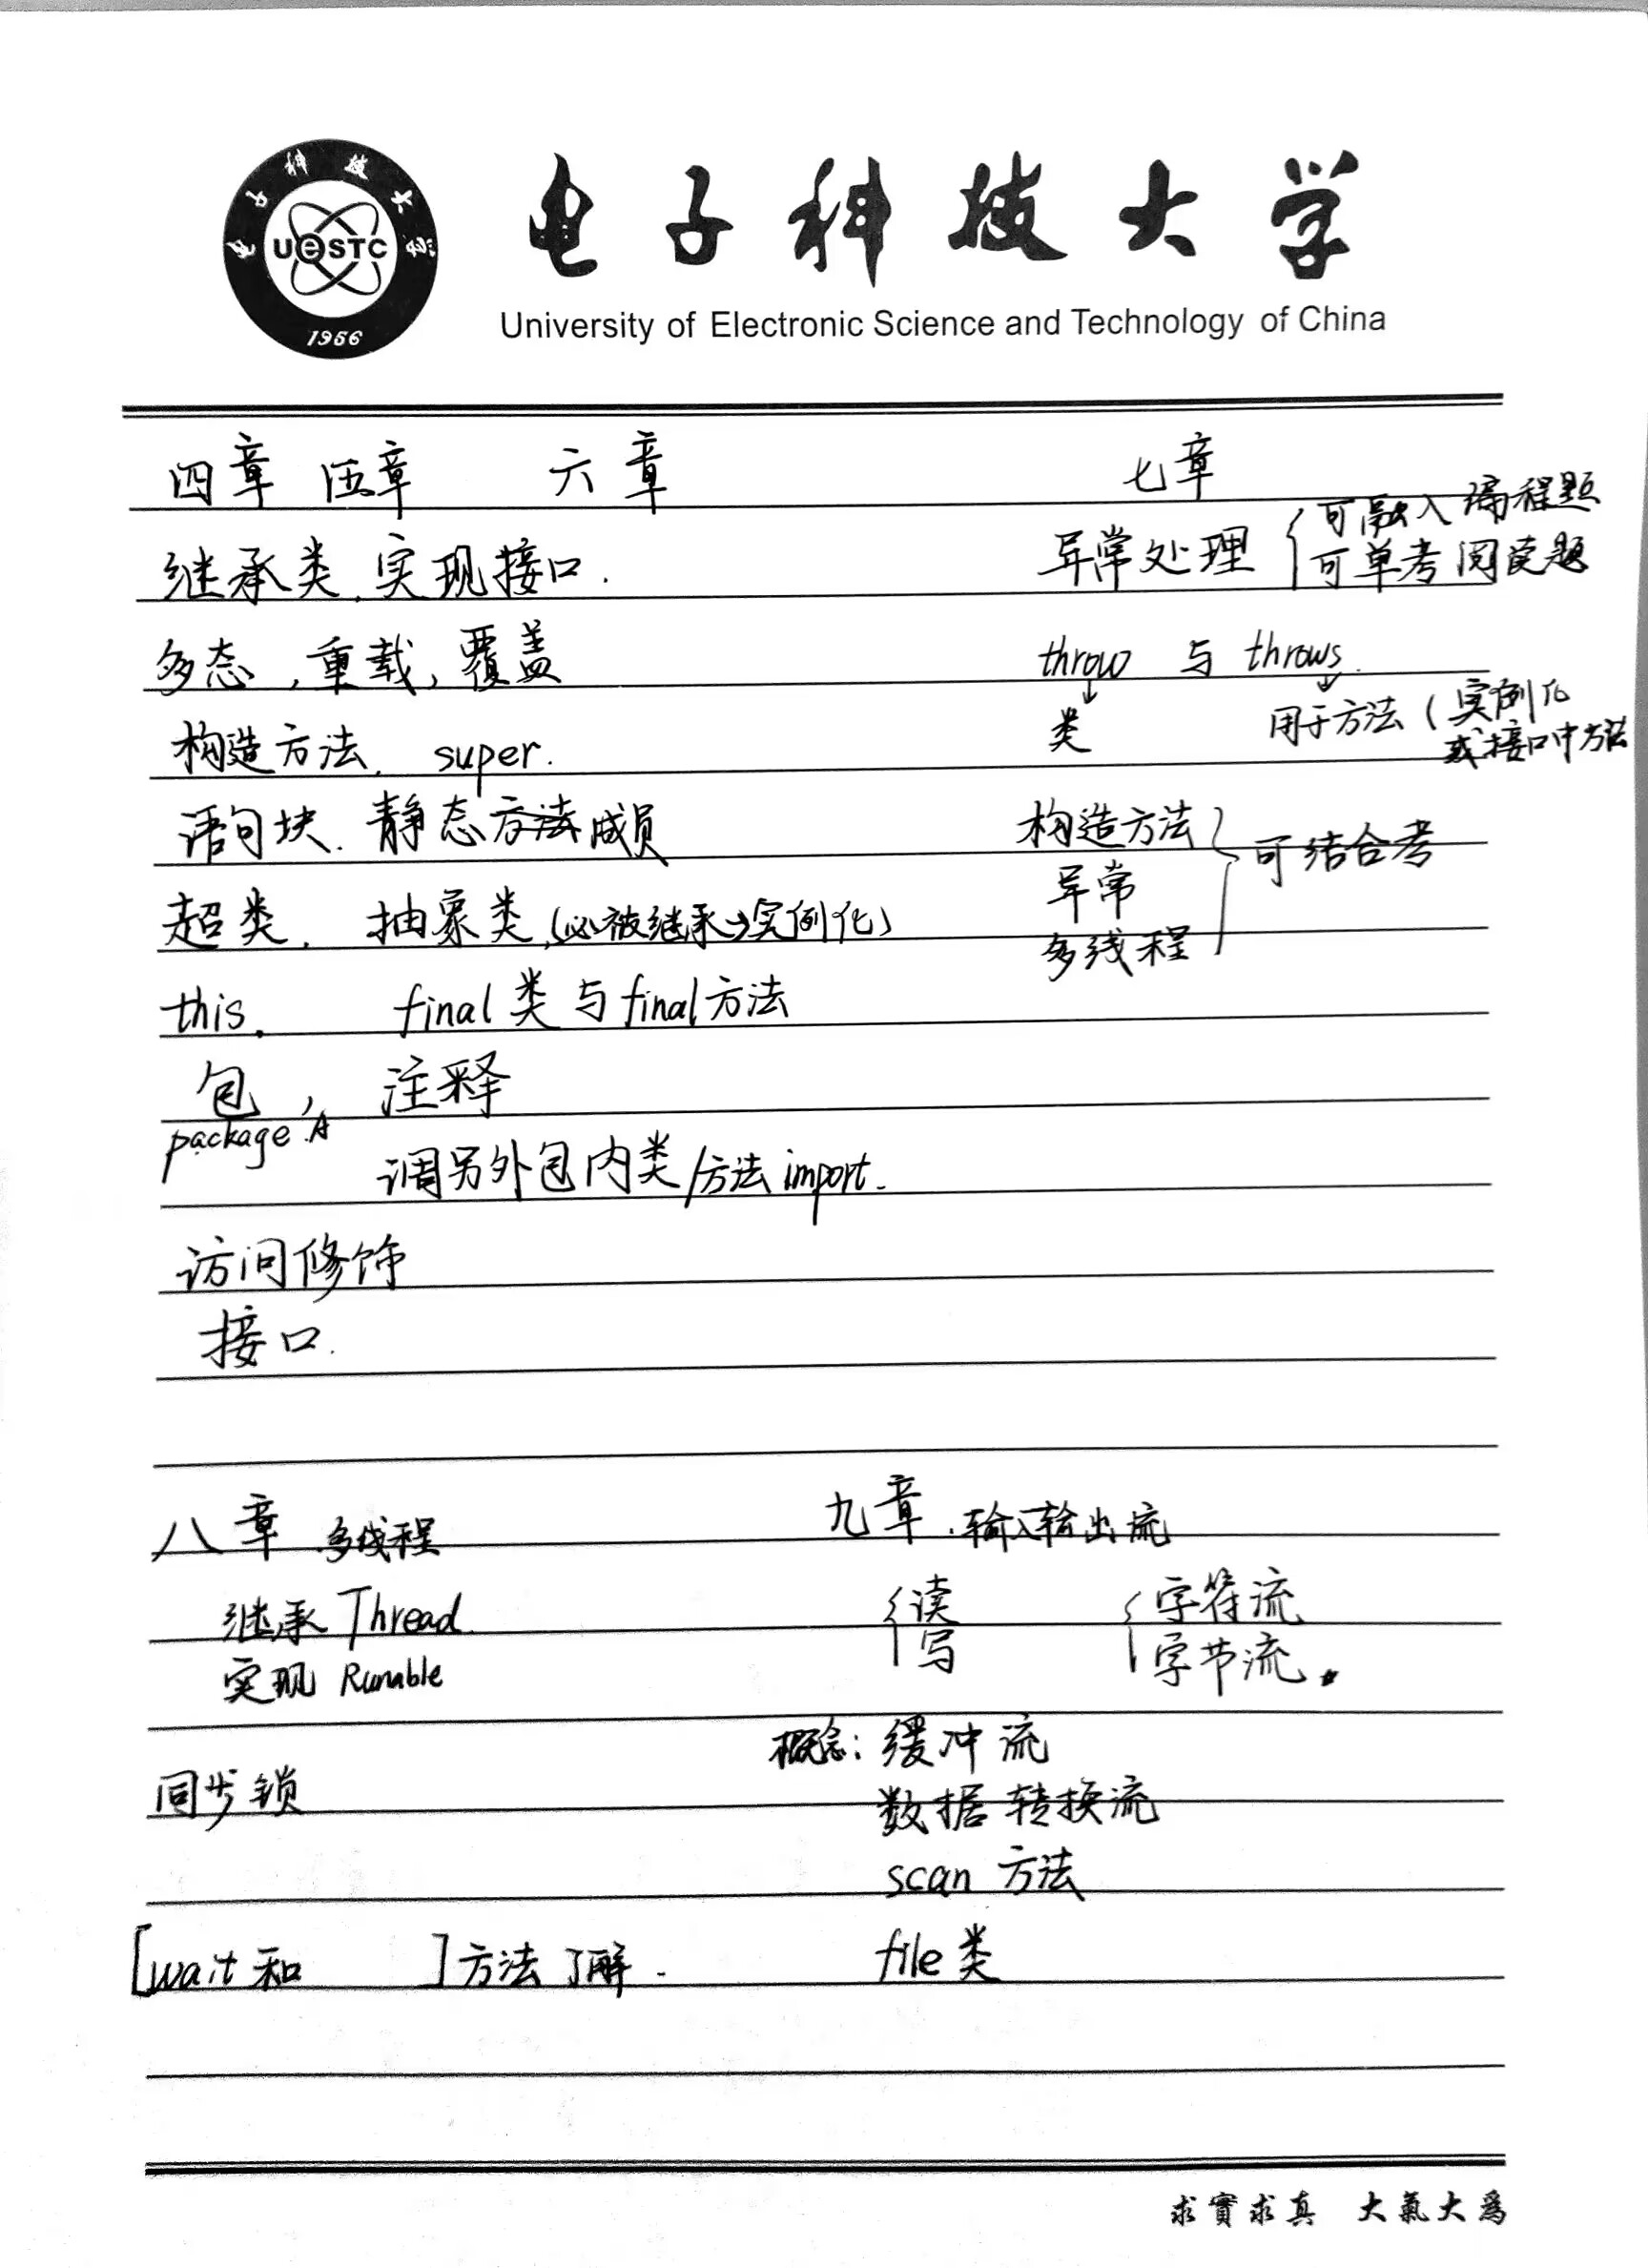 电子科技大学
UESTC
1956
电子科技大学
University of Electronic Science and Technology of China
四章 伍章 六章
继承类, 实现接口.
多态, 重载, 覆盖
构造方法, super.
语句块. 静态方法成员
超类, 抽象类 (必被继承→实例化)
this, final类与final方法
包, 注释
package A
调另外包内类/方法 import.
访问修饰
接口.
七章
异常处理 { 可融入编程题
可单考阅读题
throw 与 throws.
↓ ↓
类 用于方法 (实例化
或接口中方法
构造方法
异常 } 可结合考
多线程
八章 多线程
继承 Thread.
实现 Runable
同步锁
[wait 和 ] 方法了解.
九章. 输入输出流
{ 读 { 字符流
写 字节流.
概念: 缓冲流
数据转换流
scan 方法
file类
求實求真 大氣大為